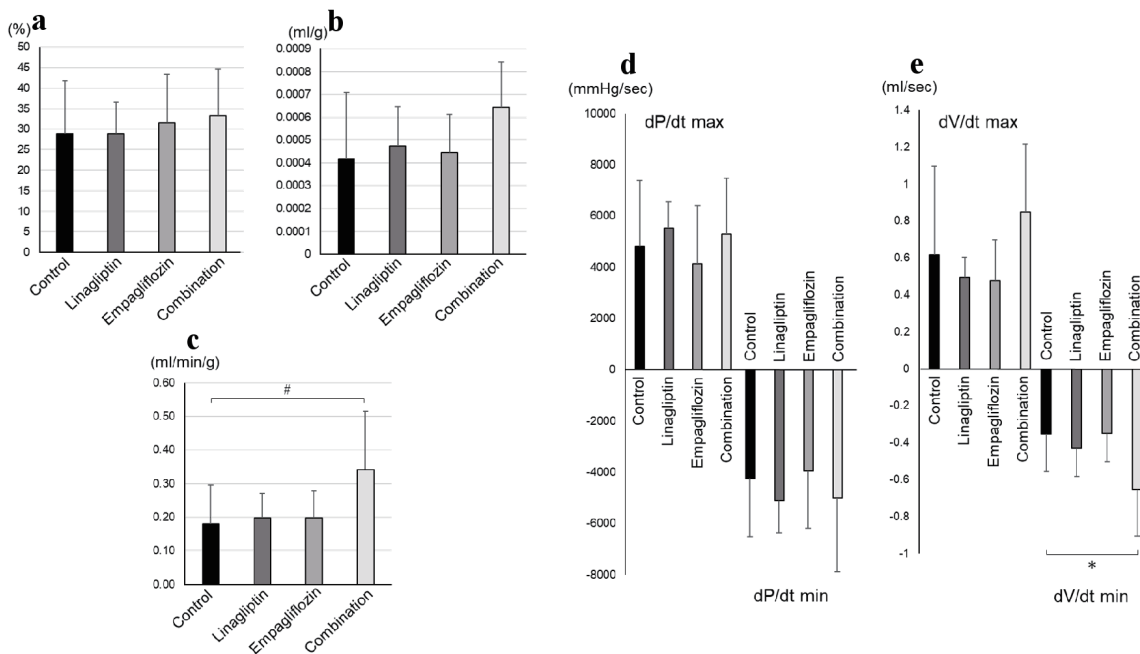 a
(%)
50
45
40
35
30
25
20
15
10
5
0
Control
Linagliptin
Empagliflozin
Combination
b
(ml/g)
0.0009
0.0008
0.0007
0.0006
0.0005
0.0004
0.0003
0.0002
0.0001
0
Control
Linagliptin
Empagliflozin
Combination
c
(ml/min/g)
0.60
0.50
0.40
0.30
0.20
0.10
0.00
#
Control
Linagliptin
Empagliflozin
Combination
d
(mmHg/sec)
10000
8000
6000
4000
2000
0
-2000
-4000
-6000
-8000
dP/dt max
Control
Linagliptin
Empagliflozin
Combination
Control
Linagliptin
Empagliflozin
Combination
dP/dt min
e
(ml/sec)
1.4
1.2
1
0.8
0.6
0.4
0.2
0
-0.2
-0.4
-0.6
-0.8
-1
dV/dt max
Control
Linagliptin
Empagliflozin
Combination
Control
Linagliptin
Empagliflozin
Combination
*
dV/dt min